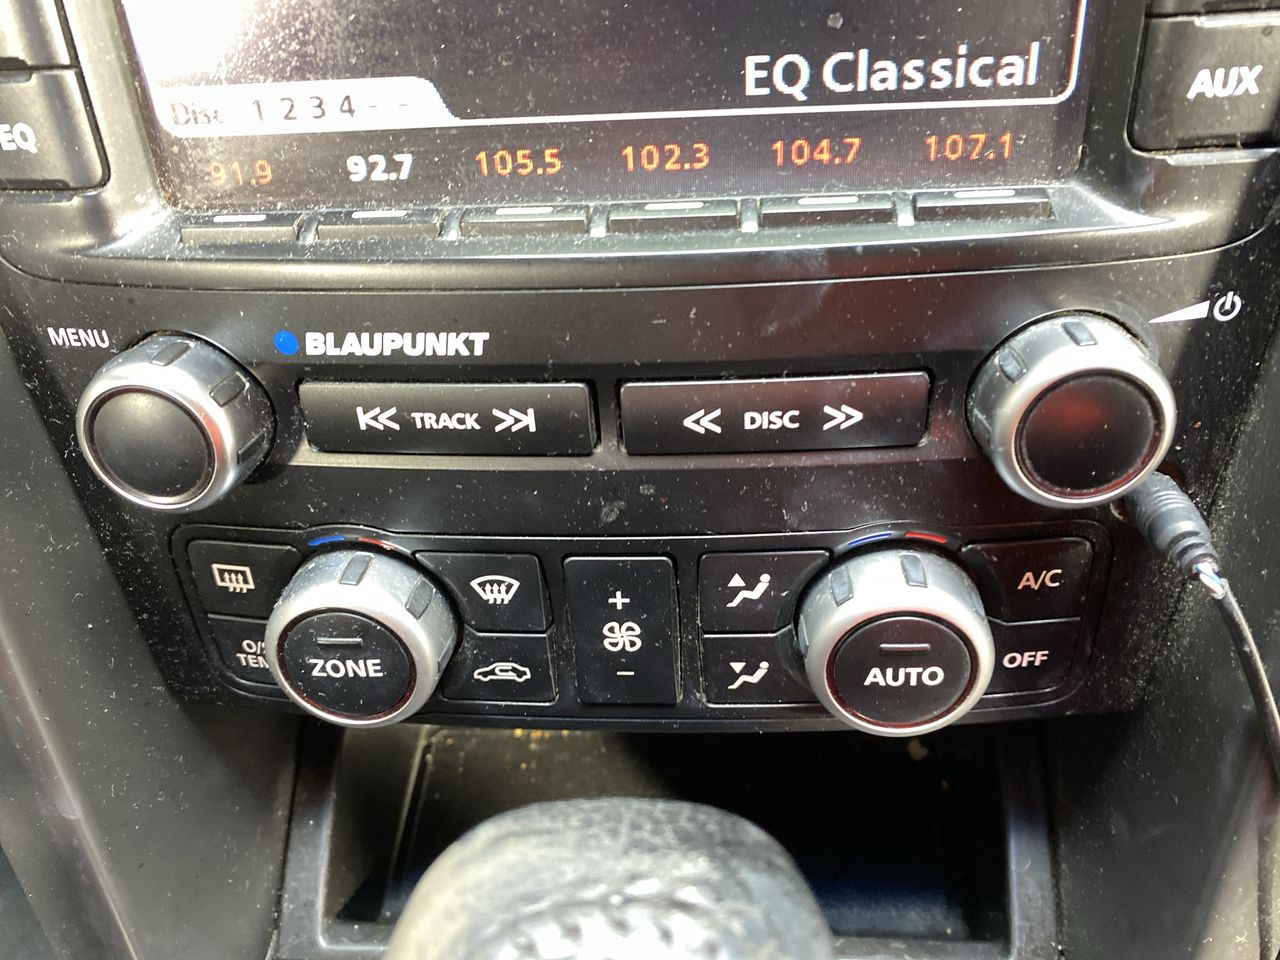 EQ Classical
AUX
EQ
Disc 1 2 3 4 - -
91.9 92.7 105.5 102.3 104.7 107.1
MENU
BLAUPUNKT
TRACK
DISC
ZONE
+
-
AUTO
A/C
OFF